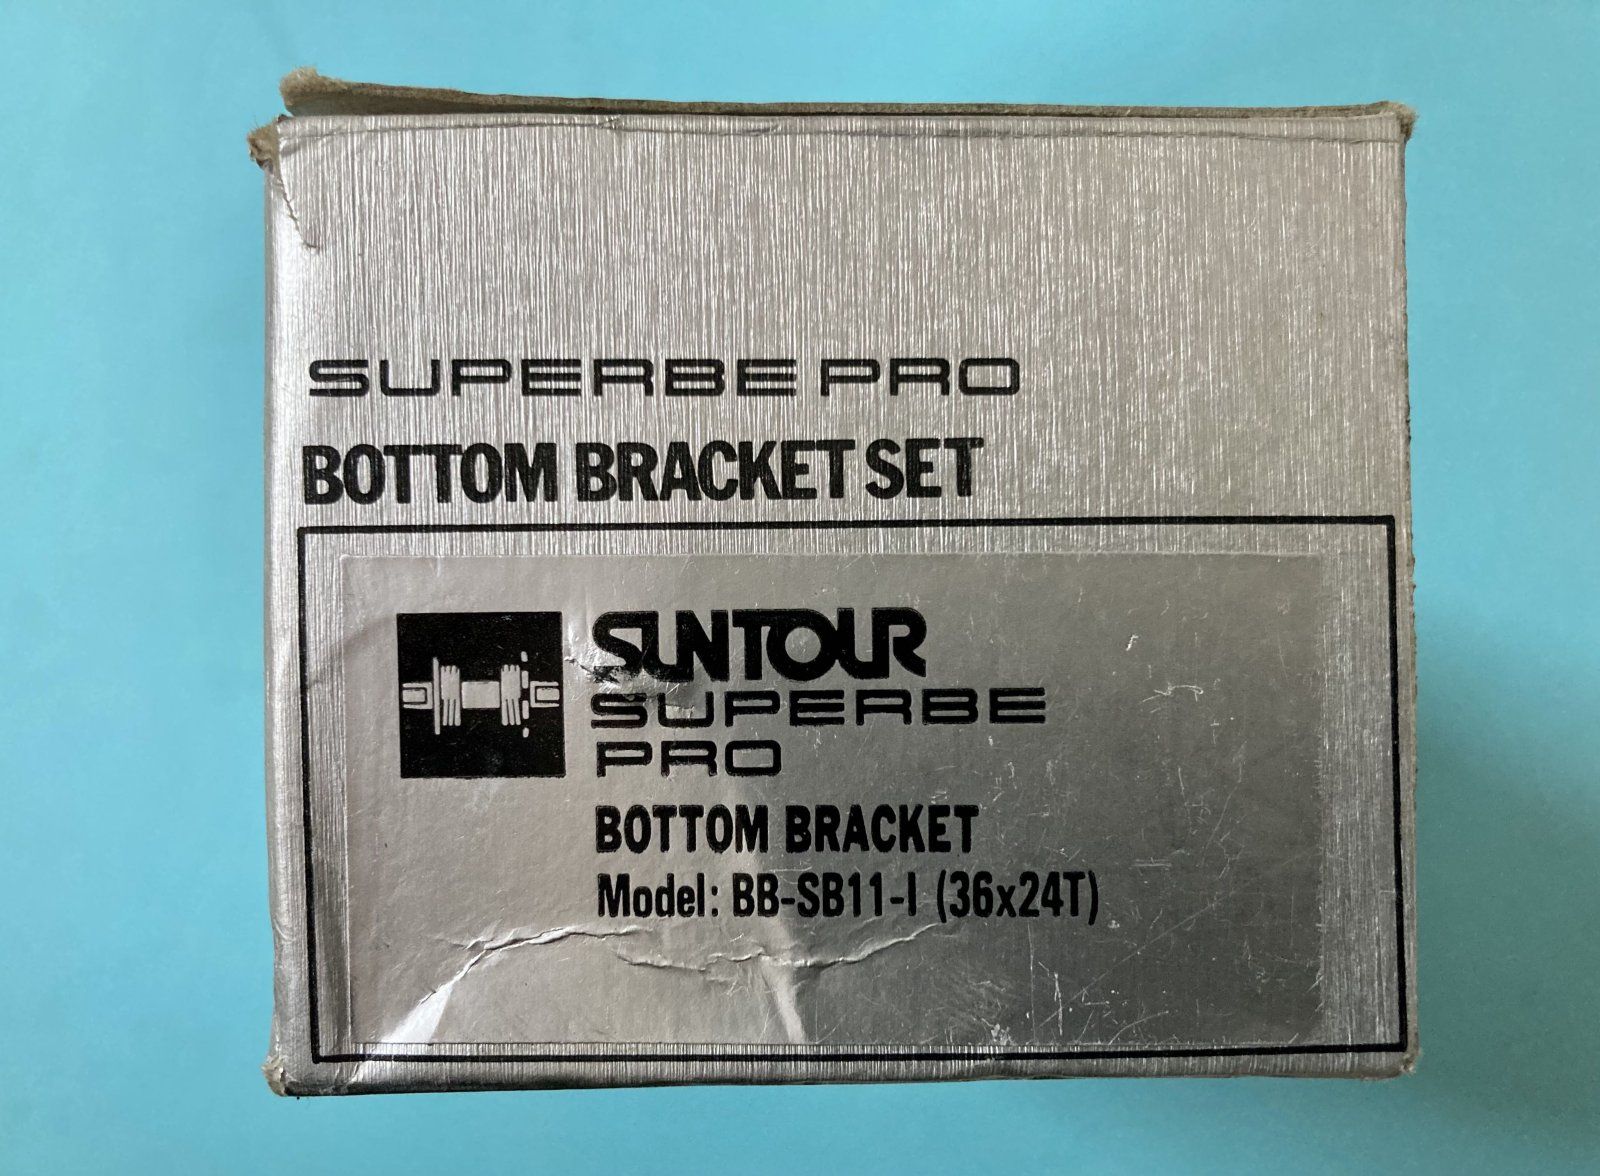 SUPERBE PRO
BOTTOM BRACKET SET
SUNTOUR
SUPERBE
PRO
BOTTOM BRACKET
Model: BB-SB11-I (36x24T)